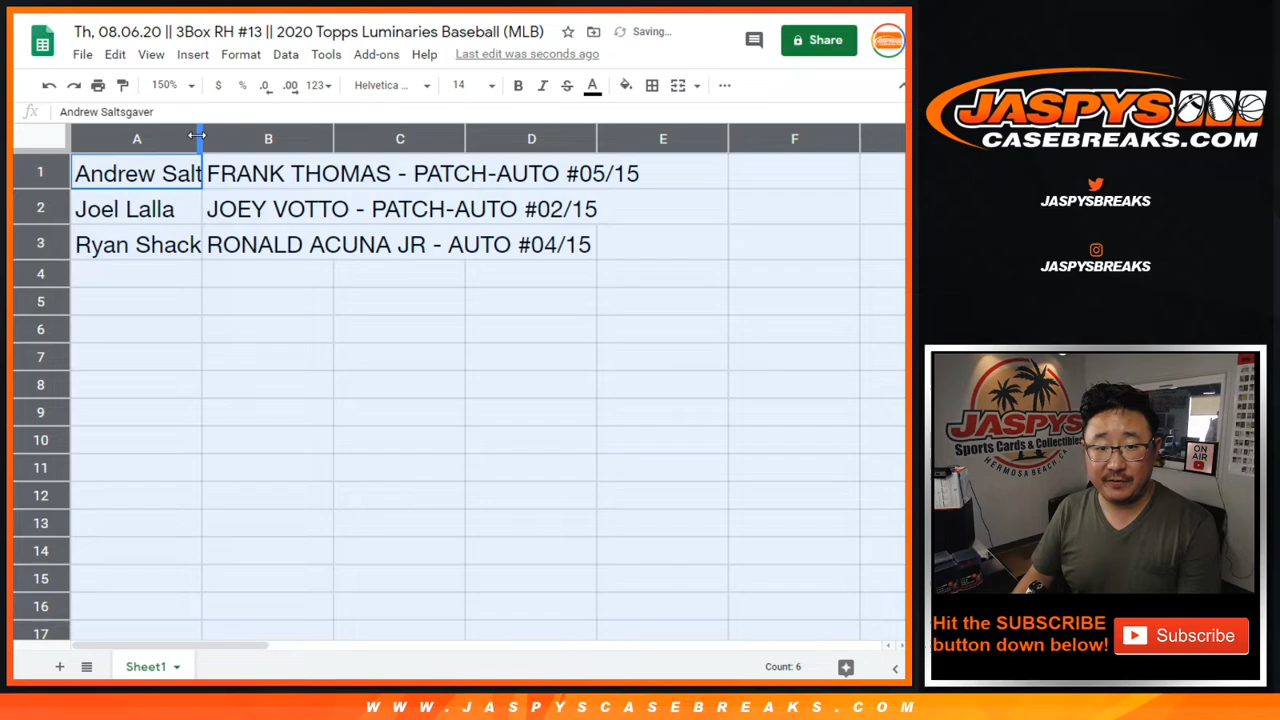 Th, 08.06.20 || 3Box RH #13 || 2020 Topps Luminaries Baseball (MLB)
Saving...
File Edit View Insert Format Data Tools Add-ons Help Last edit was seconds ago
Share
150% $ % .0 .00 123 Helvetica ... 14 B I S A ...
fx Andrew Saltsgaver
A B C D E F
1 Andrew Salt FRANK THOMAS - PATCH-AUTO #05/15
2 Joel Lalla JOEY VOTTO - PATCH-AUTO #02/15
3 Ryan Shack RONALD ACUNA JR - AUTO #04/15
4
5
6
7
8
9
10
11
12
13
14
15
16
17
Sheet1
Count: 6
JASPYS
CASEBREAKS.COM
JASPYSBREAKS
JASPYSBREAKS
JASPYS
Sports Cards & Collectibles
HERMOSA BEACH, CA
ON
AIR
Hit the SUBSCRIBE
button down below!
Subscribe
WWW.JASPYSCASEBREAKS.COM